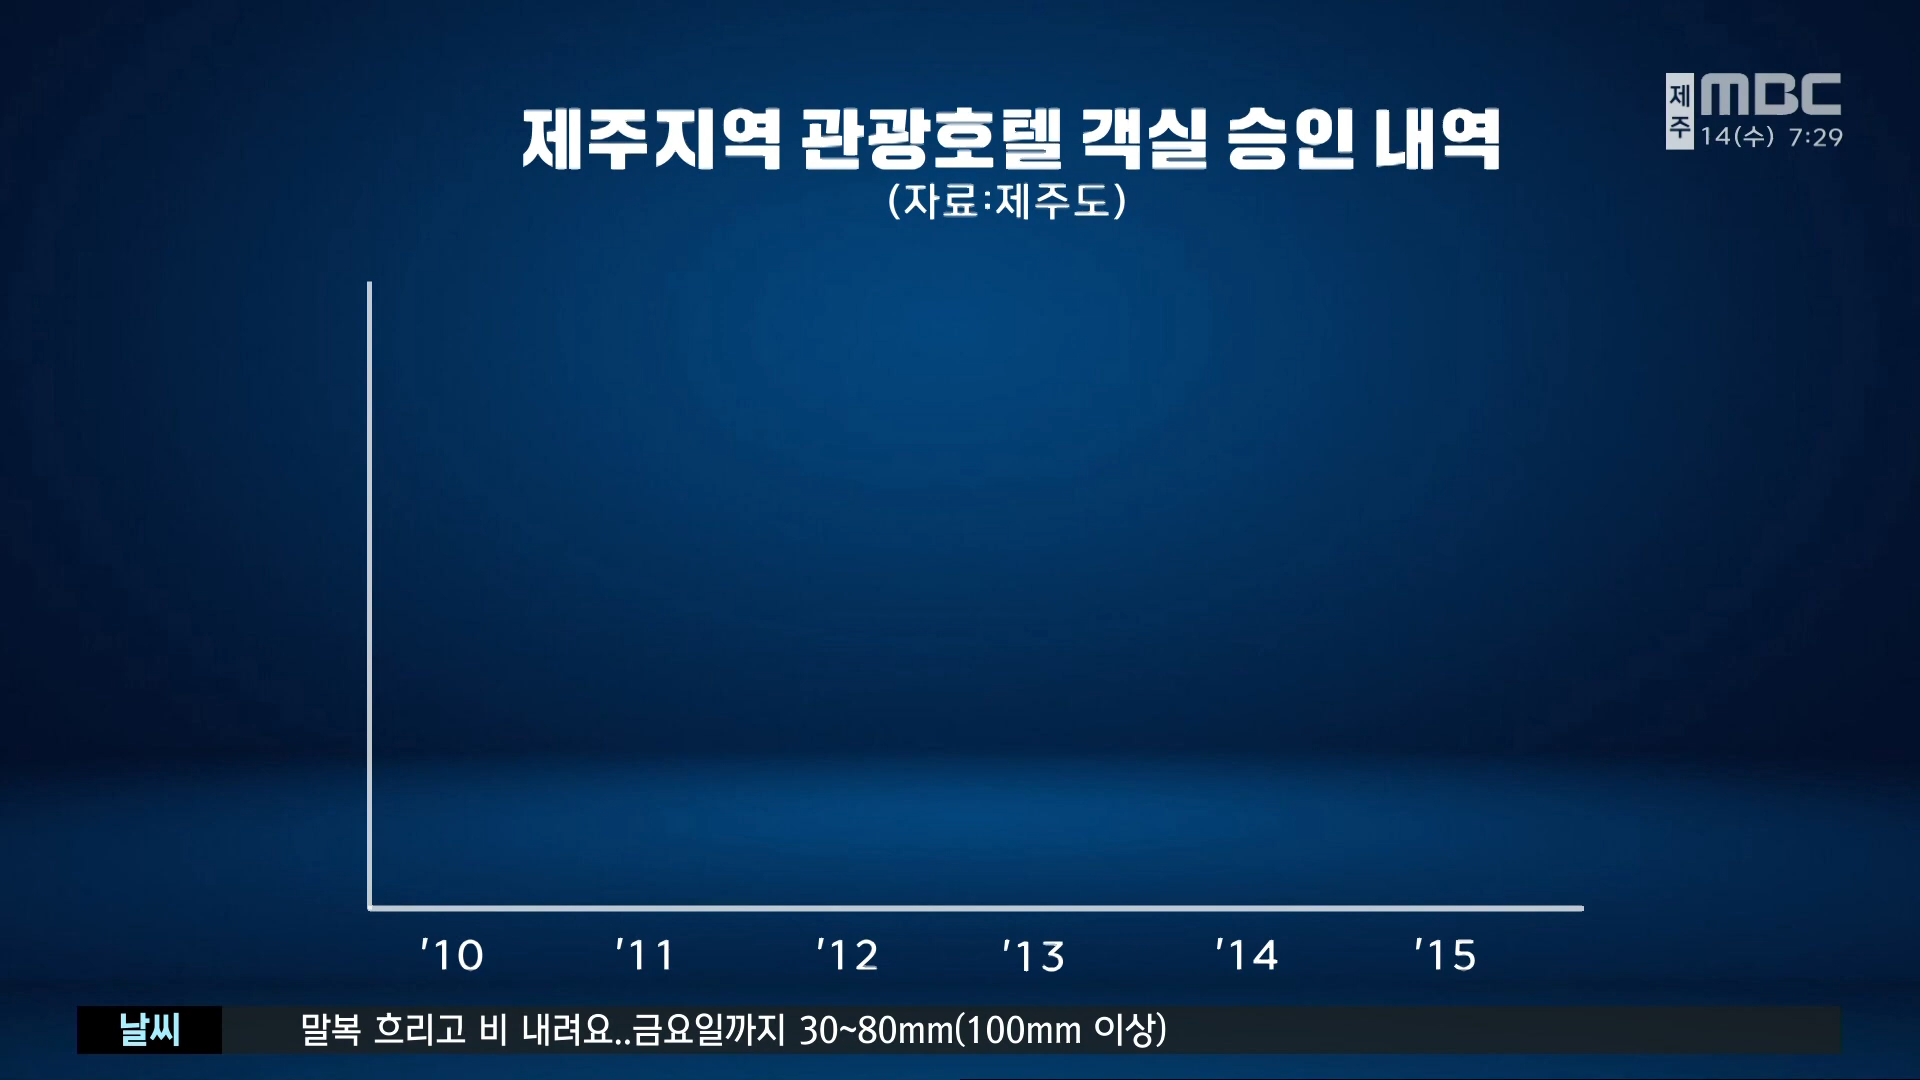 제주지역 관광호텔 객실 승인 내역
(자료:제주도)
제주 MBC
14(수) 7:29
'10 '11 '12 '13 '14 '15
날씨 말복 흐리고 비 내려요..금요일까지 30~80mm(100mm 이상)